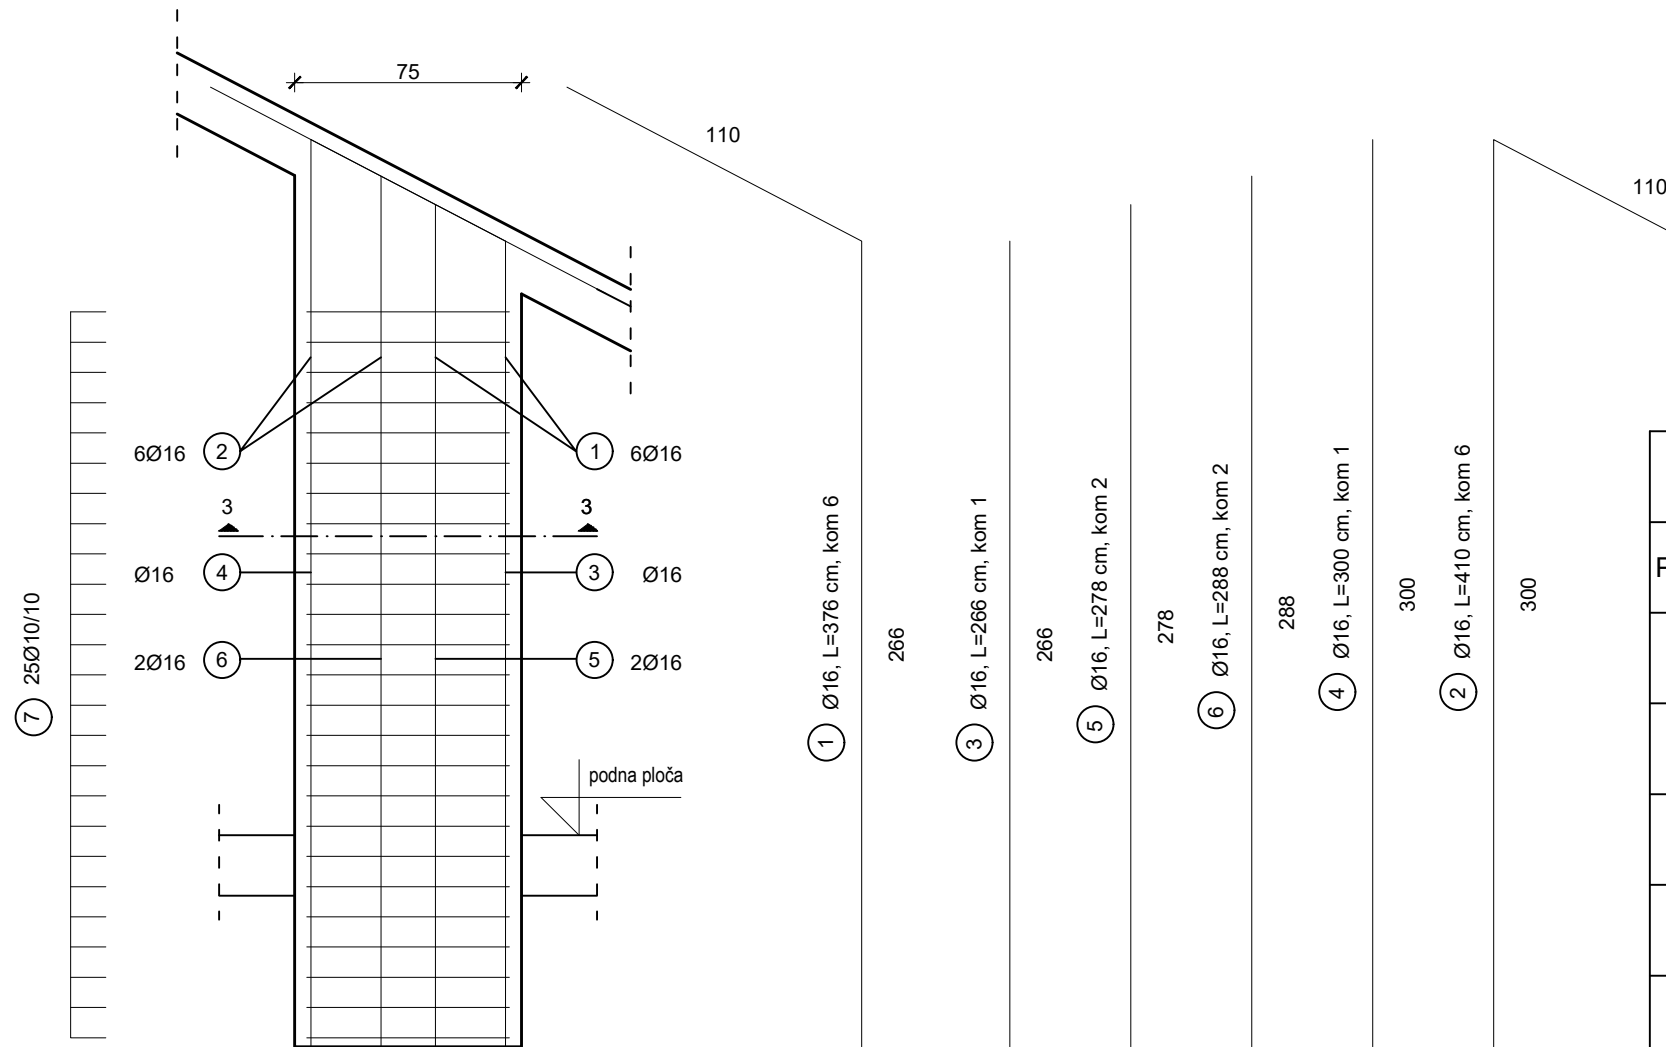 75
110
110
6Ø16
2
1
6Ø16
3
3
Ø16
4
3
Ø16
2Ø16
6
5
2Ø16
7
25Ø10/10
podna ploča
1
Ø16, L=376 cm, kom 6
266
3
Ø16, L=266 cm, kom 1
266
5
Ø16, L=278 cm, kom 2
278
6
Ø16, L=288 cm, kom 2
288
4
Ø16, L=300 cm, kom 1
300
2
Ø16, L=410 cm, kom 6
300